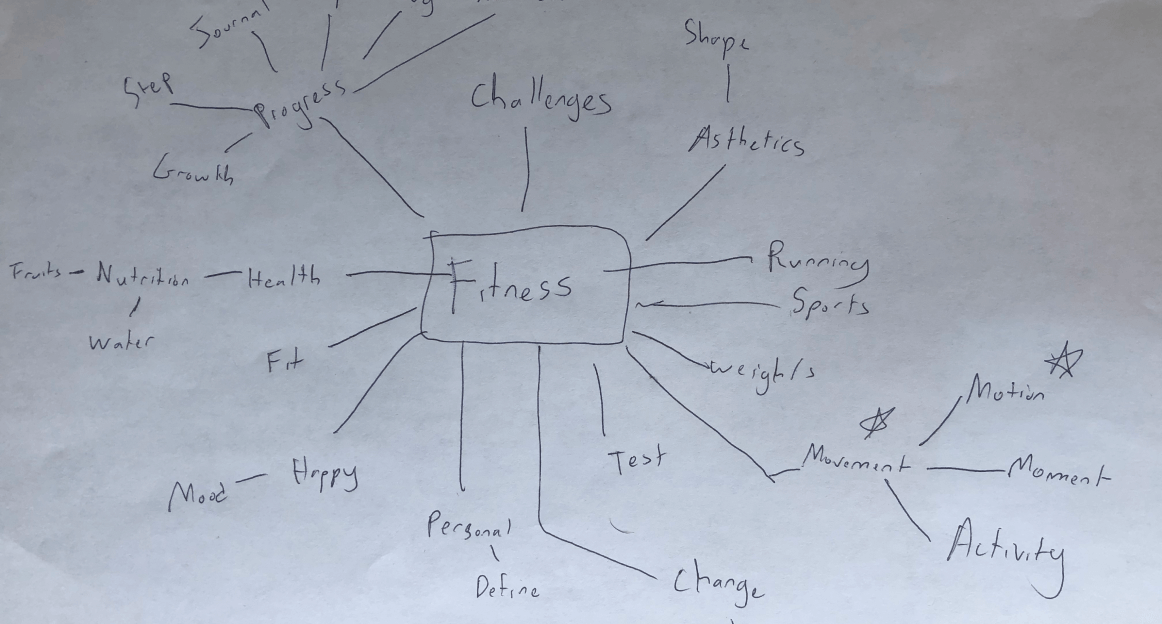 Journal
Shape
Step
Progress
Challenges
Growth
Asthetics
Fruits - Nutrition - Health
Fitness
Running
Sports
Water
Fit
Weights
Motion
Test
Movement
Moment
Happy
Mood
Personal
Activity
Define
Change